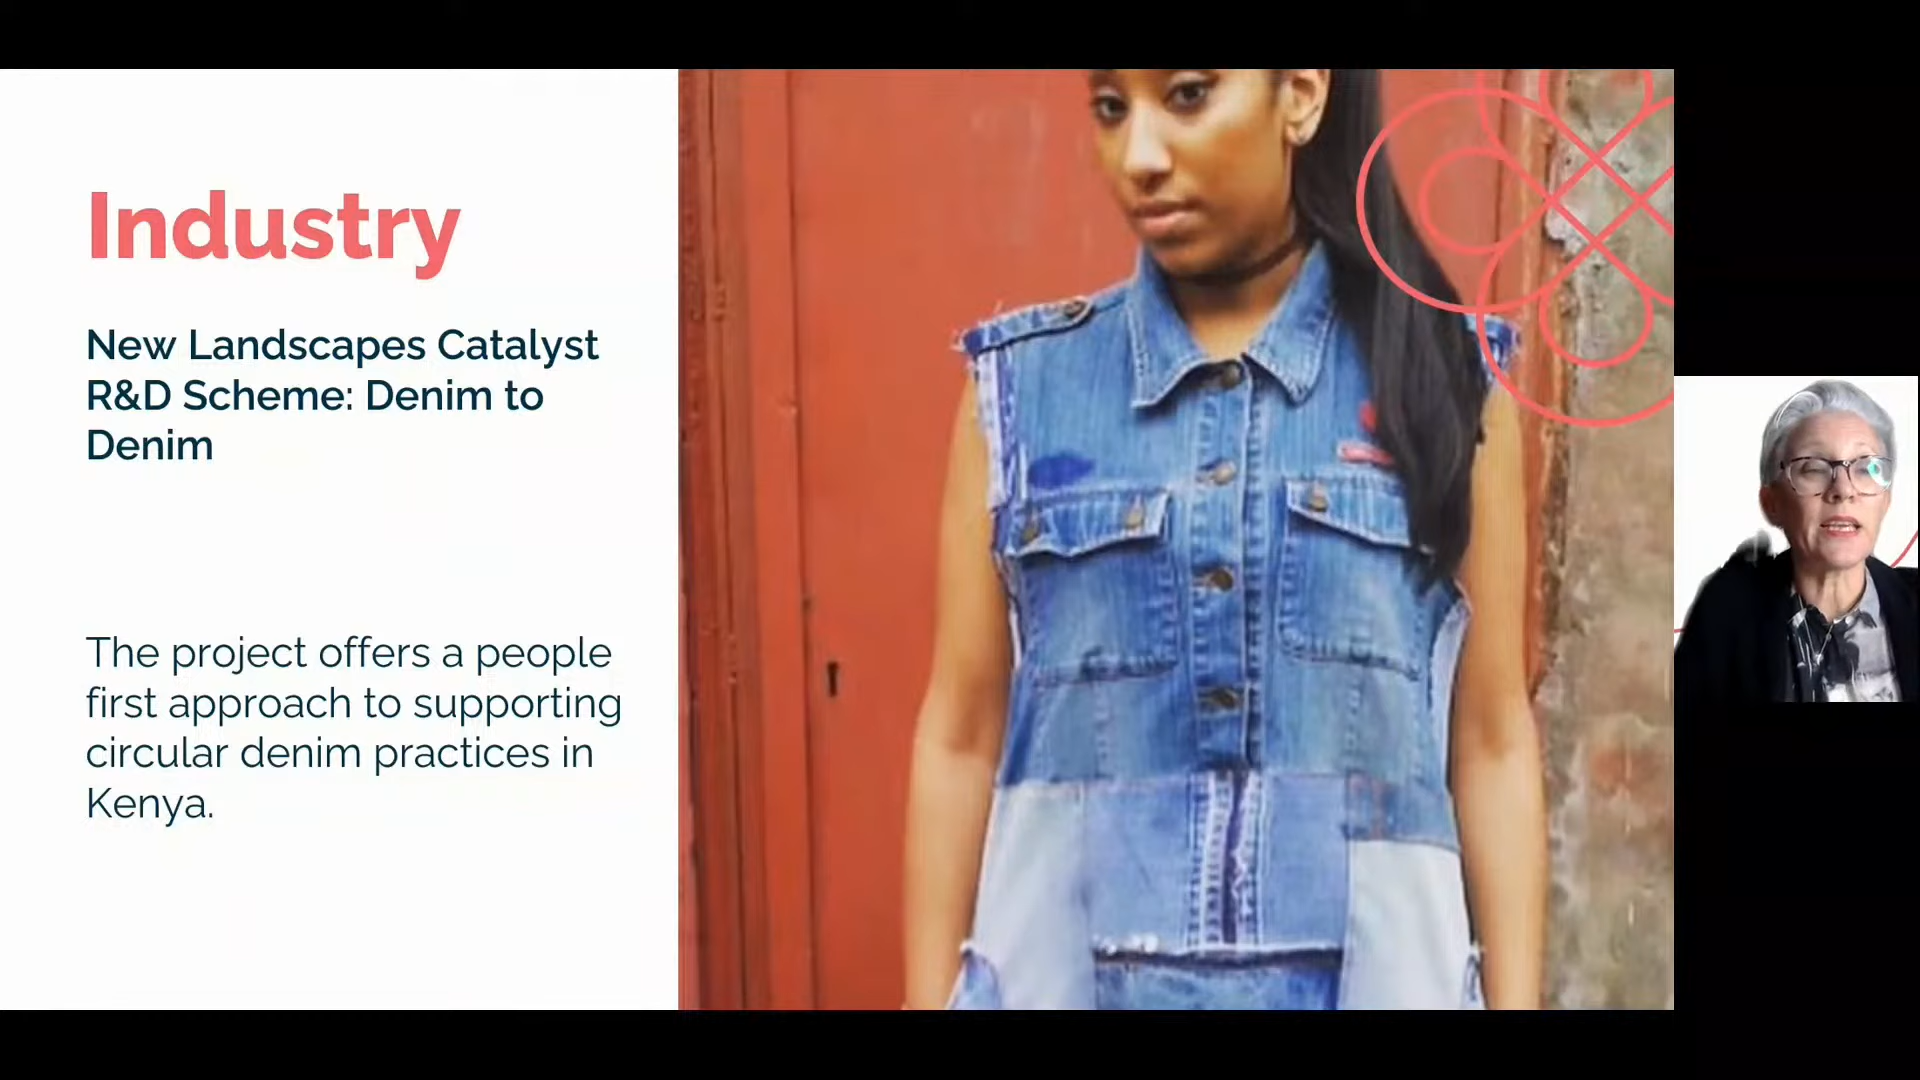 Industry
New Landscapes Catalyst
R&D Scheme: Denim to
Denim
The project offers a people
first approach to supporting
circular denim practices in
Kenya.